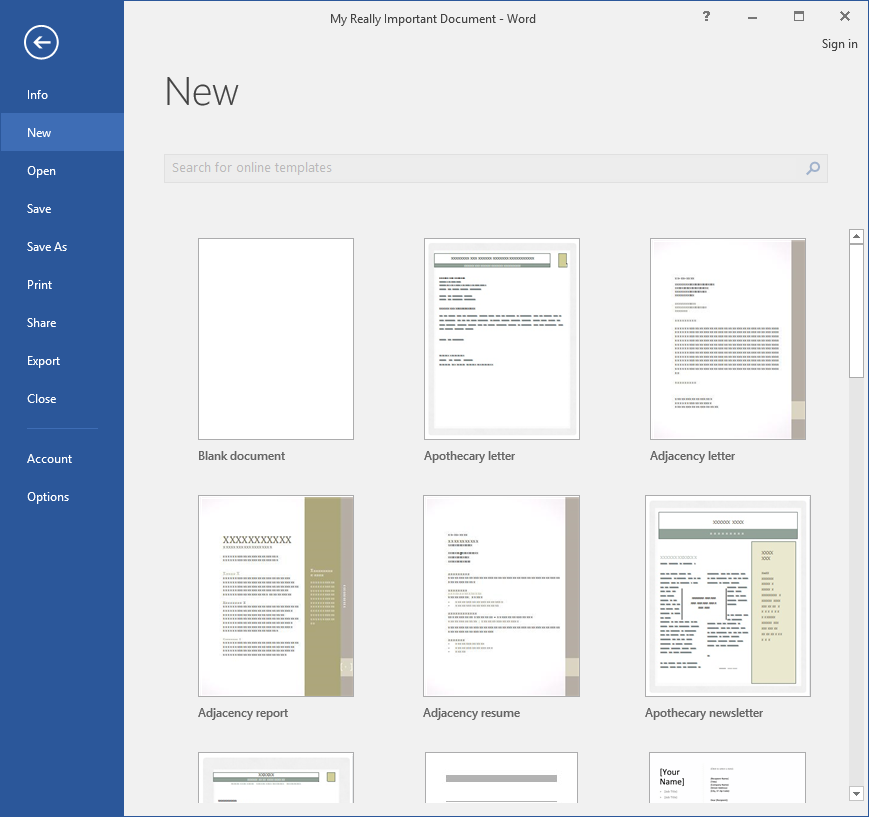 My Really Important Document - Word
?
Sign in
Info
New
Open
Save
Save As
Print
Share
Export
Close
Account
Options
New
Search for online templates
Blank document
Apothecary letter
Adjacency letter
XXXXXXXXXXX
XXXXXX XXXX
Adjacency report
Adjacency resume
Apothecary newsletter
[Your
Name]